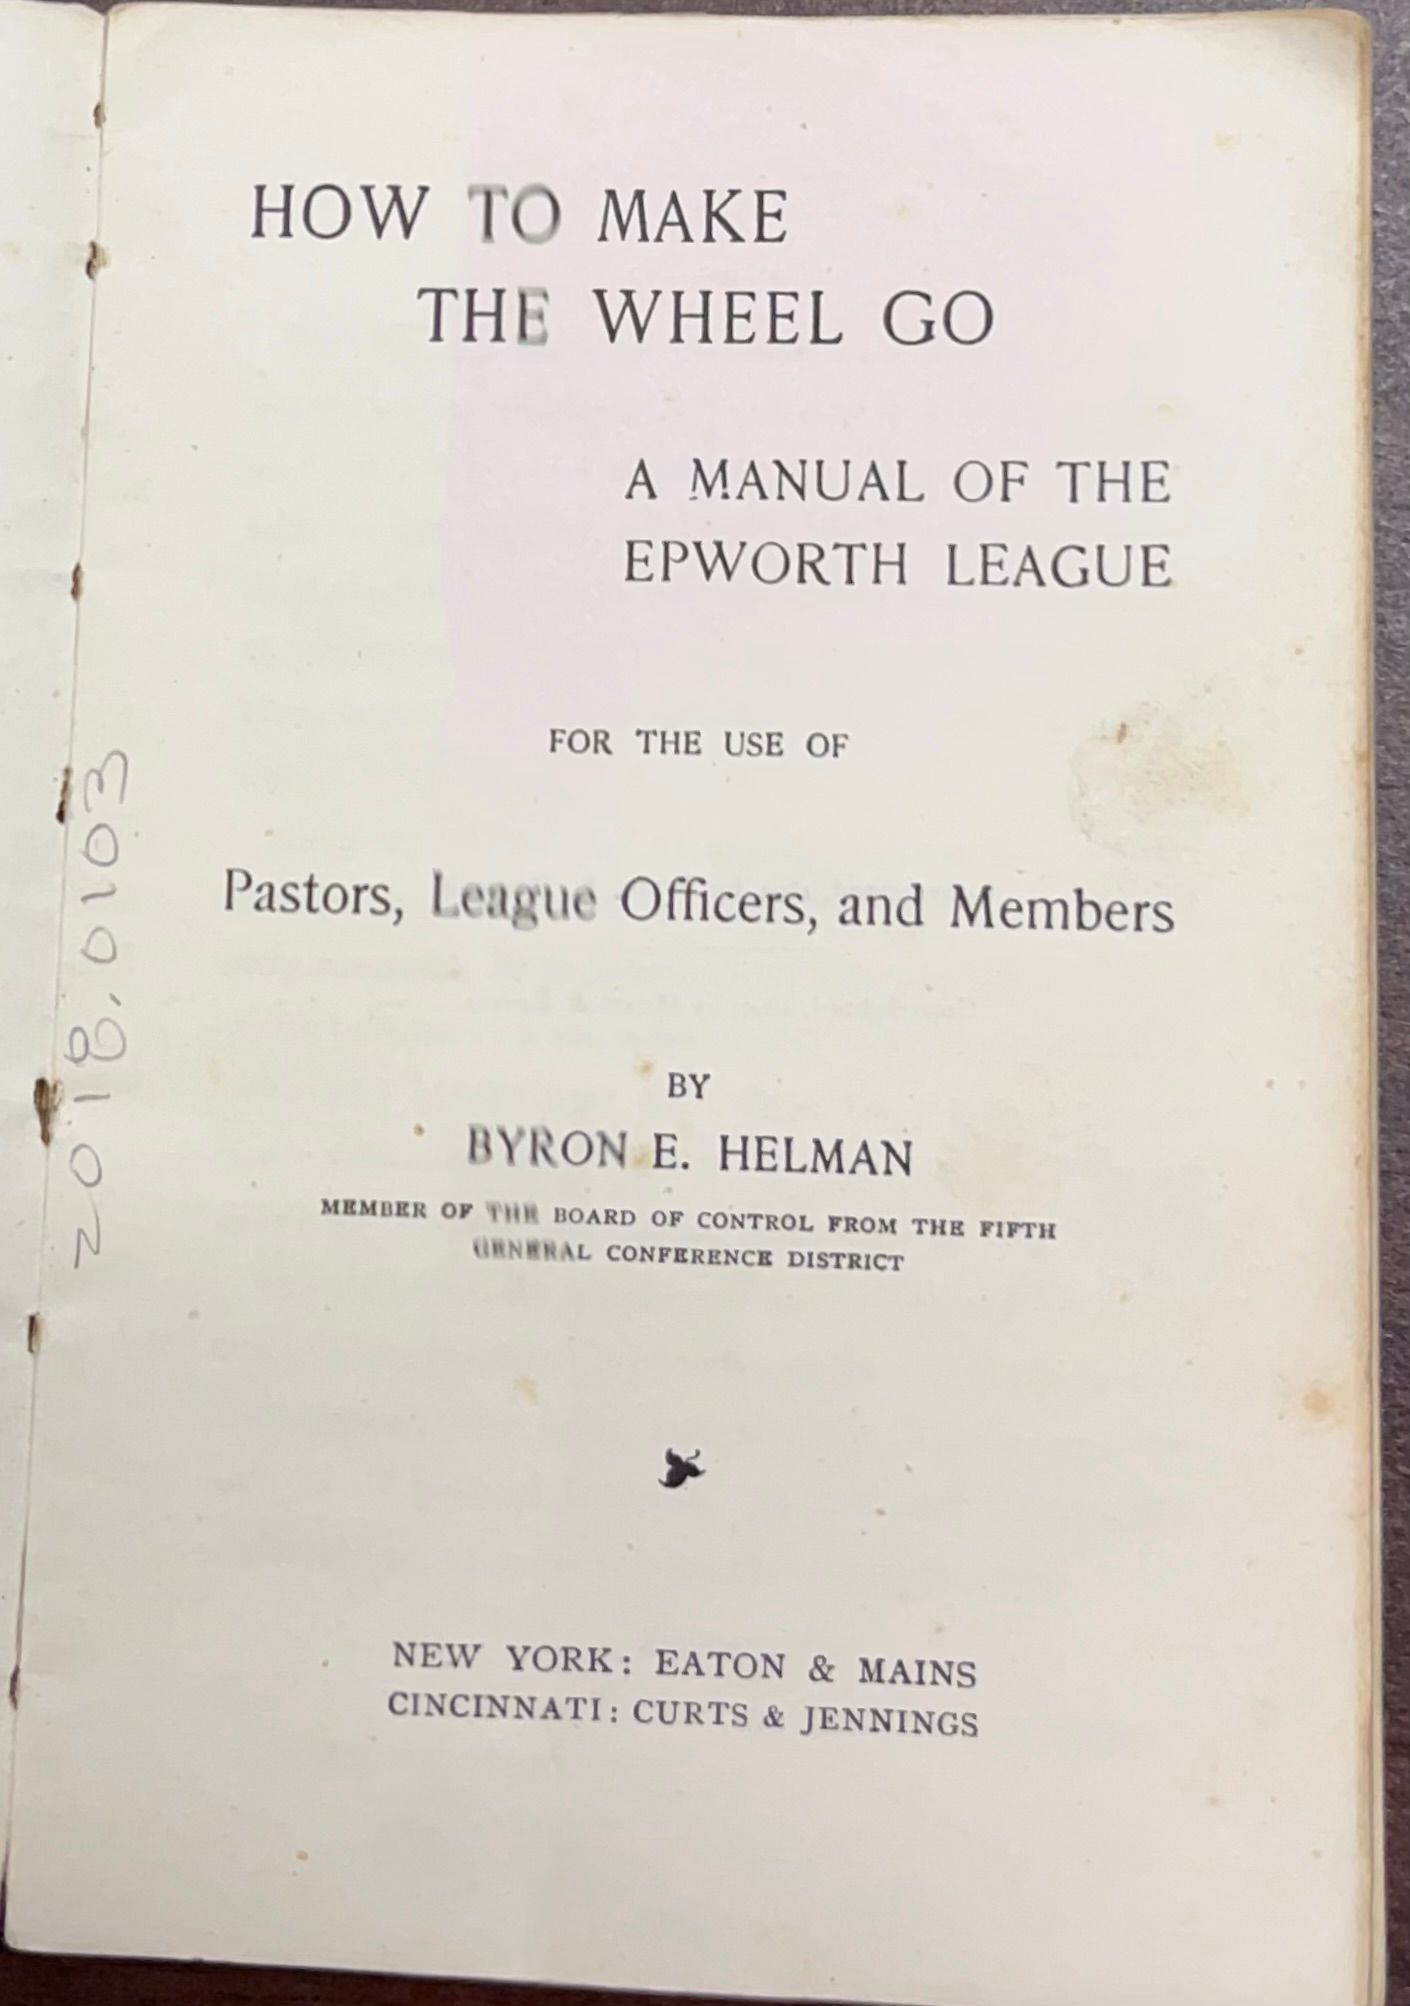 HOW TO MAKE
THE WHEEL GO
A MANUAL OF THE
EPWORTH LEAGUE
FOR THE USE OF
Pastors, League Officers, and Members
BY
BYRON E. HELMAN
MEMBER OF THE BOARD OF CONTROL FROM THE FIFTH
GENERAL CONFERENCE DISTRICT
NEW YORK: EATON & MAINS
CINCINNATI: CURTS & JENNINGS
2018.0103